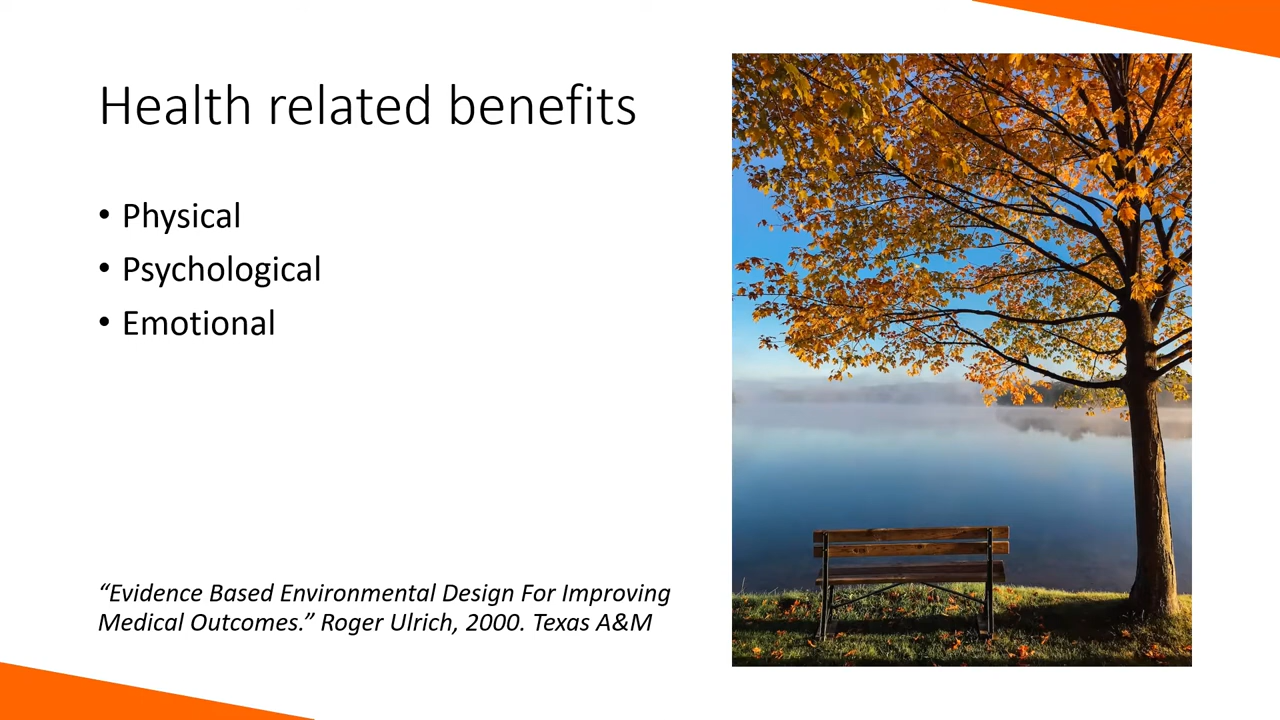 Health related benefits
• Physical
• Psychological
• Emotional
“Evidence Based Environmental Design For Improving
Medical Outcomes.” Roger Ulrich, 2000. Texas A&M